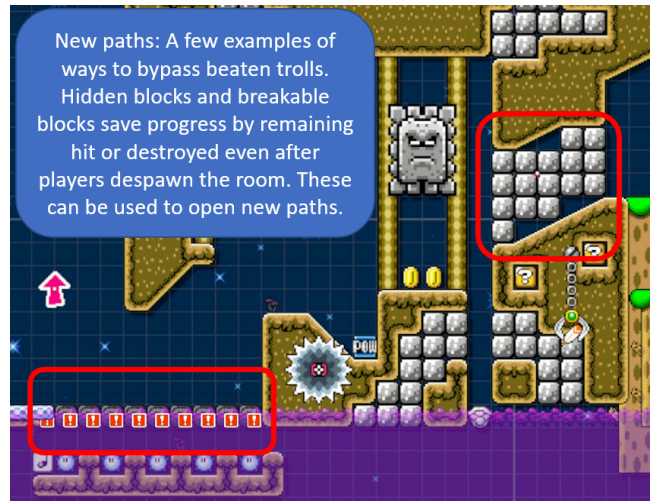 New paths: A few examples of
ways to bypass beaten trolls.
Hidden blocks and breakable
blocks save progress by remaining
hit or destroyed even after
players despawn the room. These
can be used to open new paths.
?
?
POW
! ! ! ! ! ! ! ! ! !